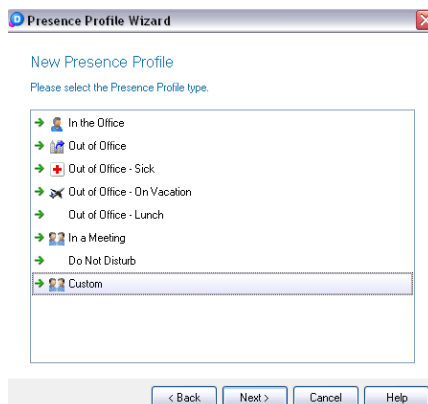 Presence Profile Wizard
New Presence Profile
Please select the Presence Profile type.
In the Office
Out of Office
Out of Office - Sick
Out of Office - On Vacation
Out of Office - Lunch
In a Meeting
Do Not Disturb
Custom
< Back Next > Cancel Help